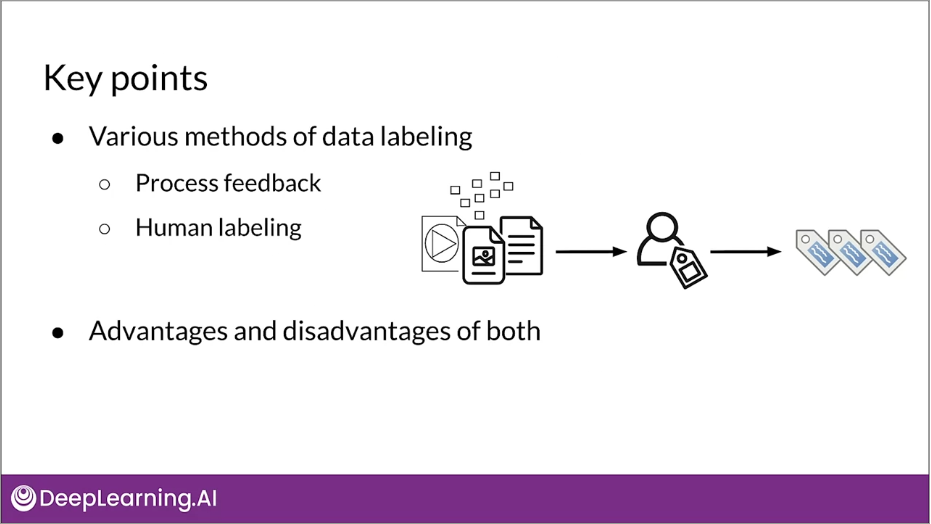 Key points
● Various methods of data labeling
○ Process feedback
○ Human labeling
● Advantages and disadvantages of both
DeepLearning.AI